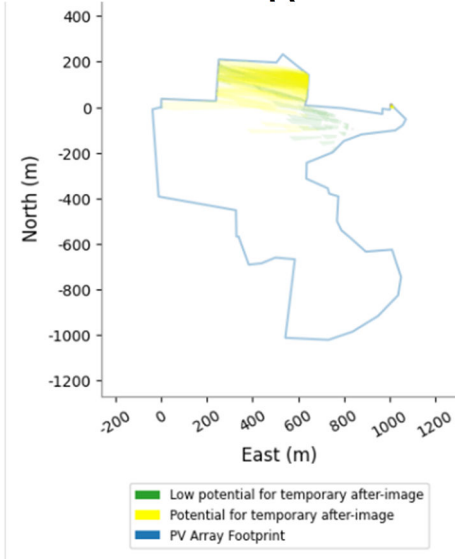 400
200
0
-200
-400
-600
-800
-1000
-1200
North (m)
-200 0 200 400 600 800 1000 1200
East (m)
Low potential for temporary after-image
Potential for temporary after-image
PV Array Footprint